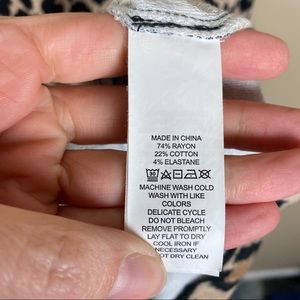 MADE IN CHINA
74% RAYON
22% COTTON
4% ELASTANE
MACHINE WASH COLD
WASH WITH LIKE
COLORS
DELICATE CYCLE
DO NOT BLEACH
REMOVE PROMPTLY
LAY FLAT TO DRY
COOL IRON IF
NECESSARY
NOT DRY CLEAN